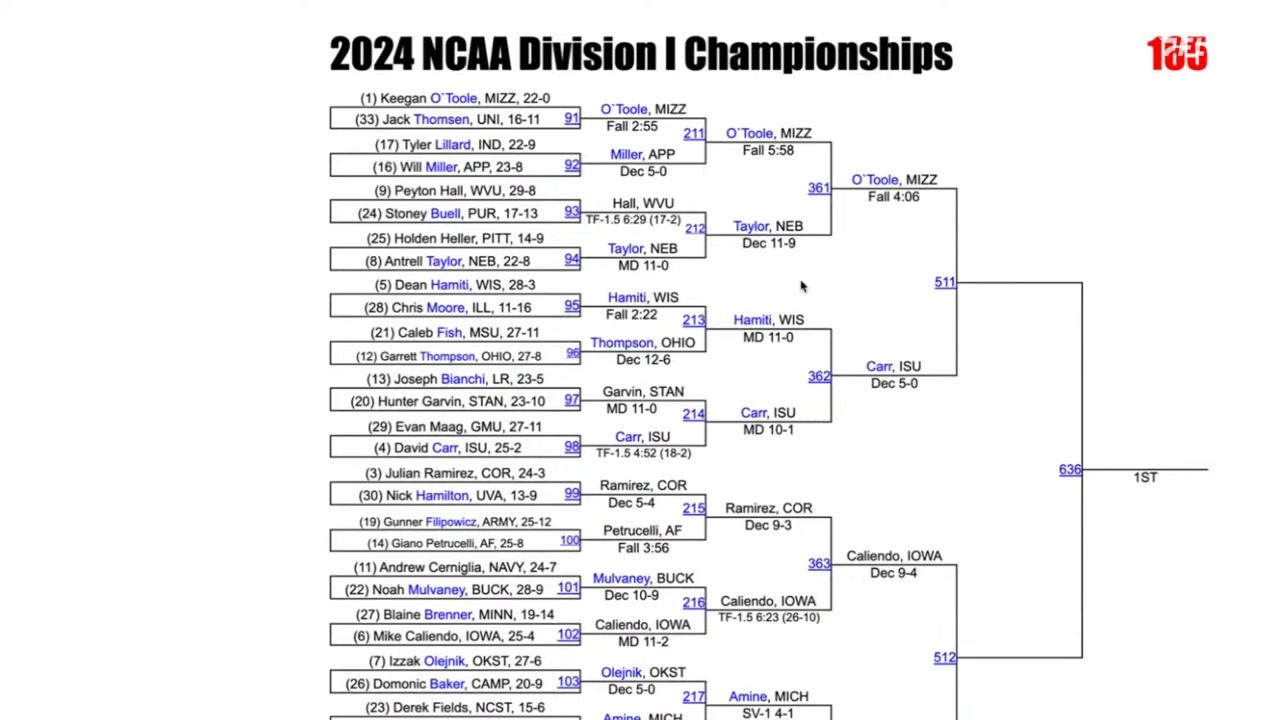 2024 NCAA Division I Championships
165
(1) Keegan O`Toole, MIZZ, 22-0
(33) Jack Thomsen, UNI, 16-11
91
(17) Tyler Lillard, IND, 22-9
(16) Will Miller, APP, 23-8
92
(9) Peyton Hall, WVU, 29-8
(24) Stoney Buell, PUR, 17-13
93
(25) Holden Heller, PITT, 14-9
(8) Antrell Taylor, NEB, 22-8
94
(5) Dean Hamiti, WIS, 28-3
(28) Chris Moore, ILL, 11-16
95
(21) Caleb Fish, MSU, 27-11
(12) Garrett Thompson, OHIO, 27-8
96
(13) Joseph Bianchi, LR, 23-5
(20) Hunter Garvin, STAN, 23-10
97
(29) Evan Maag, GMU, 27-11
(4) David Carr, ISU, 25-2
98
(3) Julian Ramirez, COR, 24-3
(30) Nick Hamilton, UVA, 13-9
99
(19) Gunner Filipowicz, ARMY, 25-12
(14) Giano Petrucelli, AF, 25-8
100
(11) Andrew Cerniglia, NAVY, 24-7
(22) Noah Mulvaney, BUCK, 28-9
101
(27) Blaine Brenner, MINN, 19-14
(6) Mike Caliendo, IOWA, 25-4
102
(7) Izzak Olejnik, OKST, 27-6
(26) Domonic Baker, CAMP, 20-9
103
(23) Derek Fields, NCST, 15-6
O`Toole, MIZZ
Fall 2:55
211
Miller, APP
Dec 5-0
Hall, WVU
TF-1.5 6:29 (17-2)
212
Taylor, NEB
MD 11-0
Hamiti, WIS
Fall 2:22
213
Thompson, OHIO
Dec 12-6
Garvin, STAN
MD 11-0
214
Carr, ISU
TF-1.5 4:52 (18-2)
Ramirez, COR
Dec 5-4
215
Petrucelli, AF
Fall 3:56
Mulvaney, BUCK
Dec 10-9
216
Caliendo, IOWA
MD 11-2
Olejnik, OKST
Dec 5-0
217
Amine, MICH
O`Toole, MIZZ
Fall 5:58
361
Taylor, NEB
Dec 11-9
Hamiti, WIS
MD 11-0
362
Carr, ISU
MD 10-1
Ramirez, COR
Dec 9-3
363
Caliendo, IOWA
TF-1.5 6:23 (26-10)
Amine, MICH
SV-1 4-1
O`Toole, MIZZ
Fall 4:06
511
Carr, ISU
Dec 5-0
Caliendo, IOWA
Dec 9-4
512
636
1ST